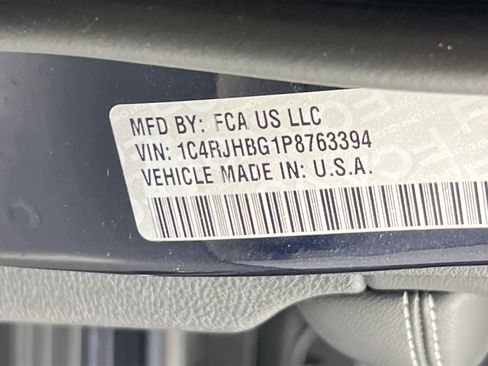 MFD BY: FCA US LLC
VIN: 1C4RJHBG1P8763394
VEHICLE MADE IN: U.S.A.